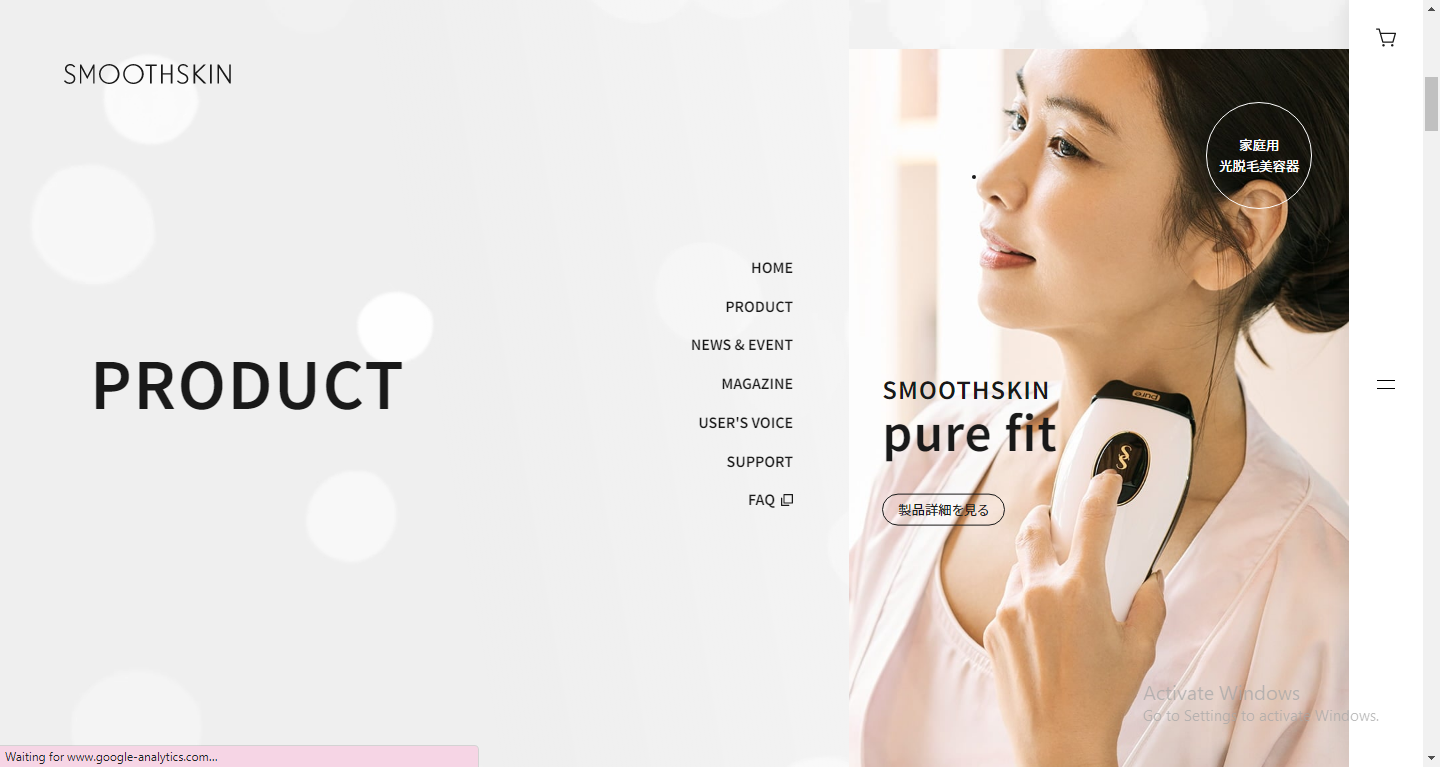 SMOOTHSKIN
PRODUCT
HOME
PRODUCT
NEWS & EVENT
MAGAZINE
USER'S VOICE
SUPPORT
FAQ
家庭用
光脱毛美容器
SMOOTHSKIN
pure fit
製品詳細を見る
pure
Activate Windows
Go to Settings to activate Windows.
Waiting for www.google-analytics.com...